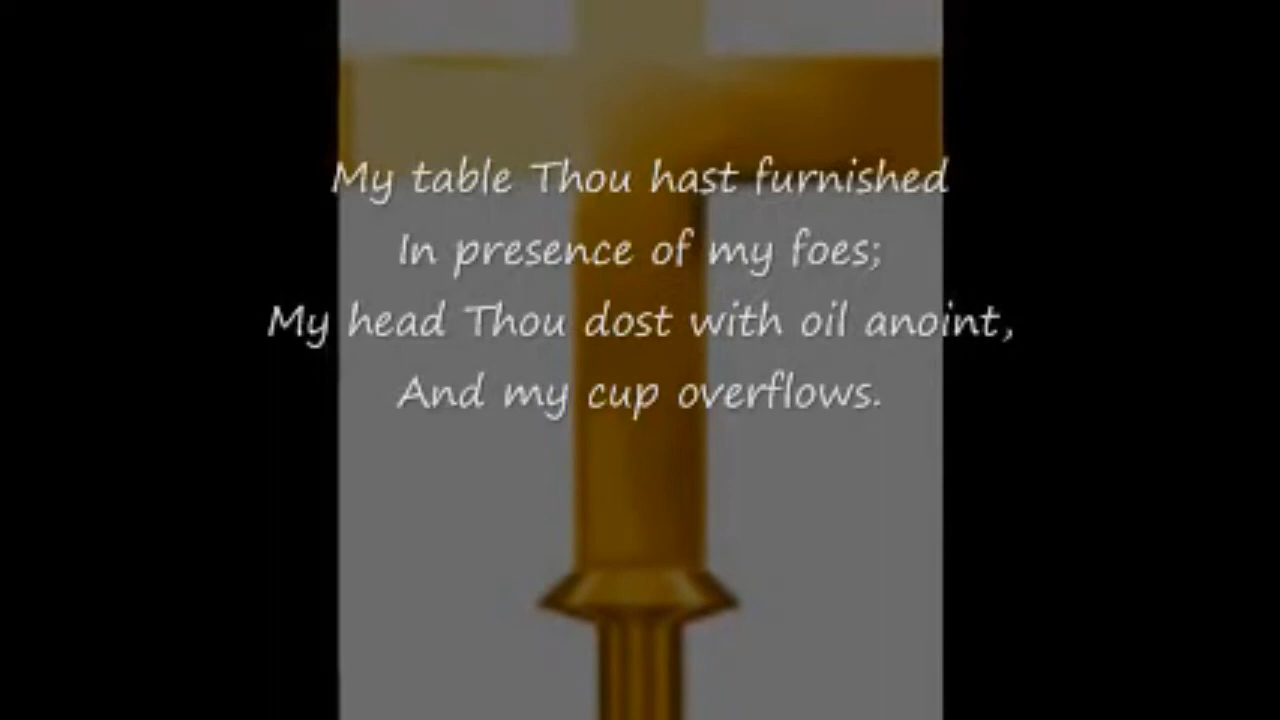 My table Thou hast furnished
In presence of my foes;
My head Thou dost with oil anoint,
And my cup overflows.